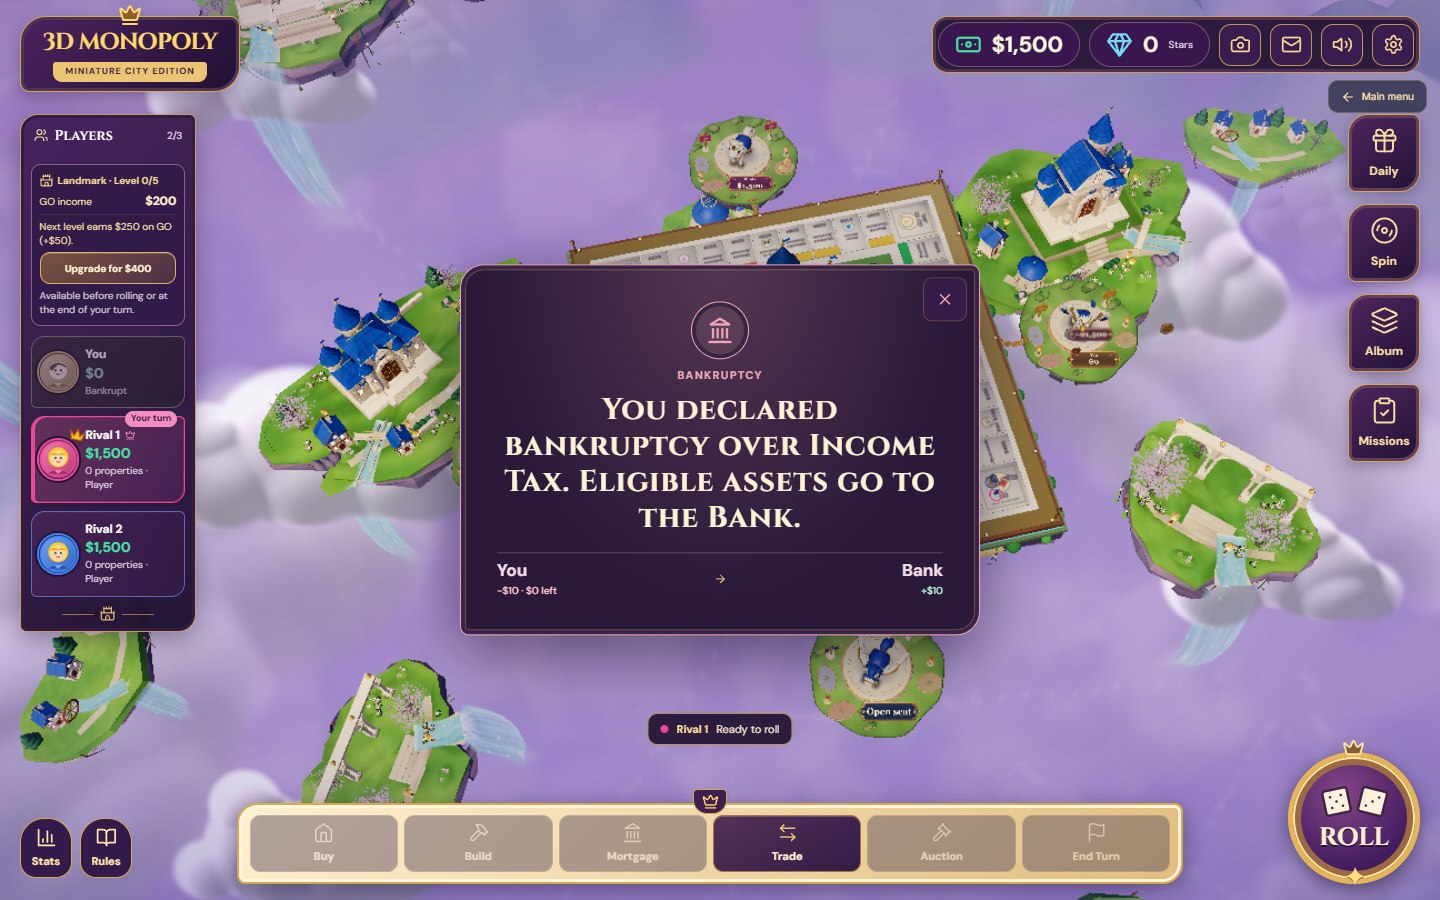 3D MONOPOLY
MINIATURE CITY EDITION
$1,500
0 Stars
Main menu
PLAYERS
2/3
Landmark · Level 0/5
GO income $200
Next level earns $250 on GO
(+$50).
Upgrade for $400
Available before rolling or at
the end of your turn.
You
$0
Bankrupt
Your turn
Rival 1
$1,500
0 properties ·
Player
Rival 2
$1,500
0 properties ·
Player
Daily
Spin
Album
Missions
BANKRUPTCY
YOU DECLARED
BANKRUPTCY OVER INCOME
TAX. ELIGIBLE ASSETS GO TO
THE BANK.
You
→
Bank
−$10 · $0 left
+$10
Open seat
Rival 1 Ready to roll
Stats
Rules
Buy
Build
Mortgage
Trade
Auction
End Turn
ROLL